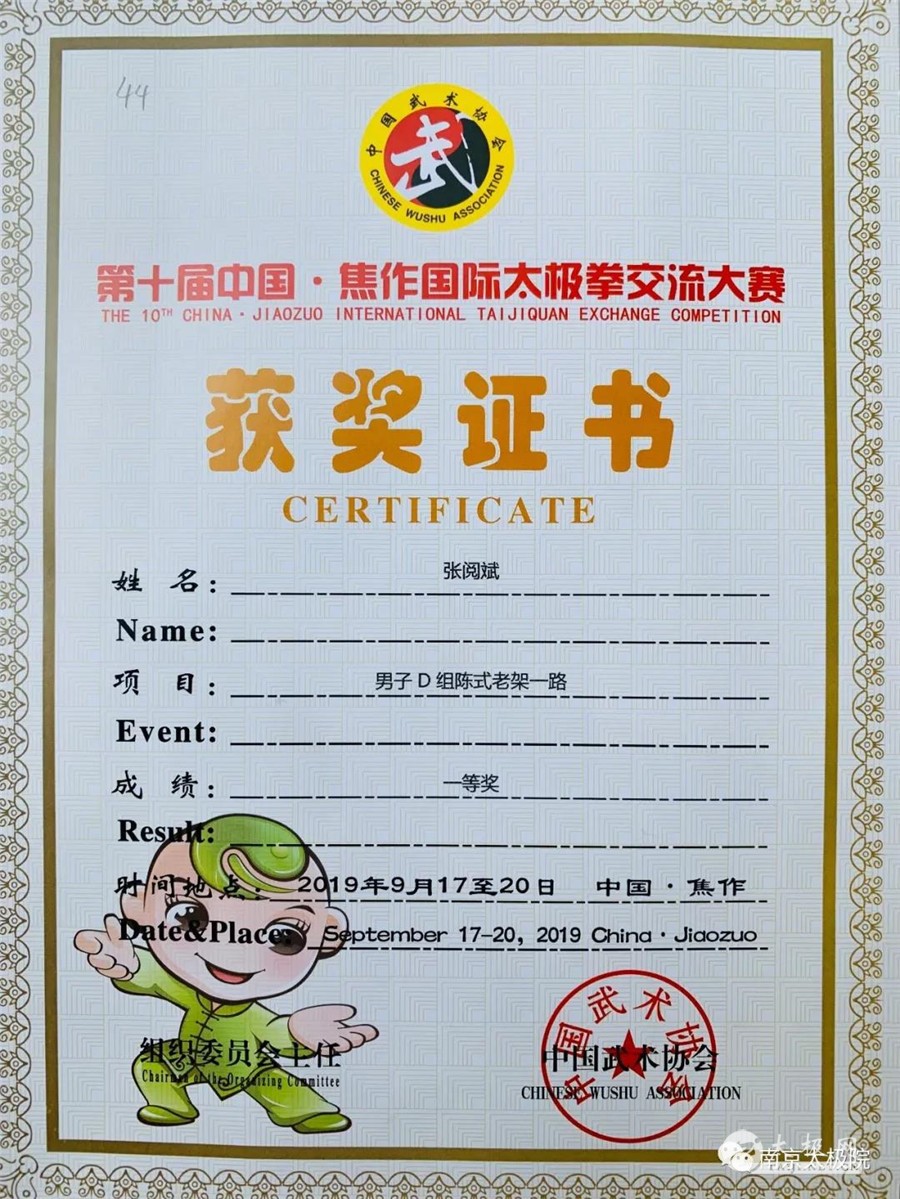 44
中国武术协会
武
CHINESE WUSHU ASSOCIATION
第十届中国·焦作国际太极拳交流大赛
THE 10TH CHINA·JIAOZUO INTERNATIONAL TAIJIQUAN EXCHANGE COMPETITION
获奖证书
CERTIFICATE
姓 名: 张阅斌
Name:
项 目: 男子D组陈式老架一路
Event:
成 绩: 一等奖
Result:
时间地点: 2019年9月17至20日 中国·焦作
Date&Place: September 17-20, 2019 China·Jiaozuo
中国武术协会
组织委员会主任
中国武术协会
Chairman of the Organizing Committee
CHINESE WUSHU ASSOCIATION
南京太极院